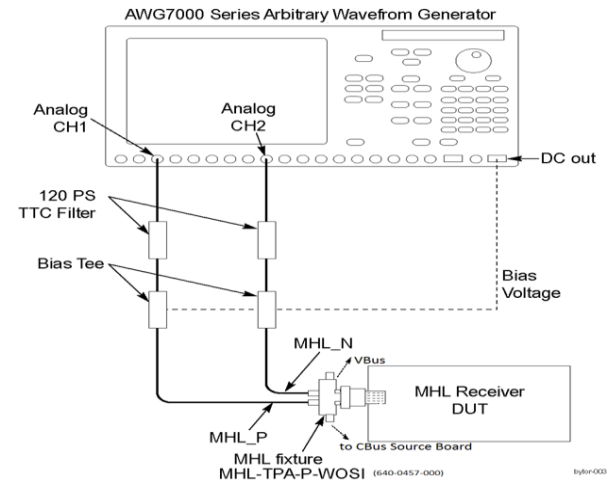 AWG7000 Series Arbitrary Wavefrom Generator
Analog
CH1
Analog
CH2
DC out
120 PS
TTC Filter
Bias Tee
Bias
Voltage
MHL_N
VBus
MHL Receiver
DUT
MHL_P
to CBus Source Board
MHL fixture
MHL-TPA-P-WOSI (640-0457-000)
bylor-003